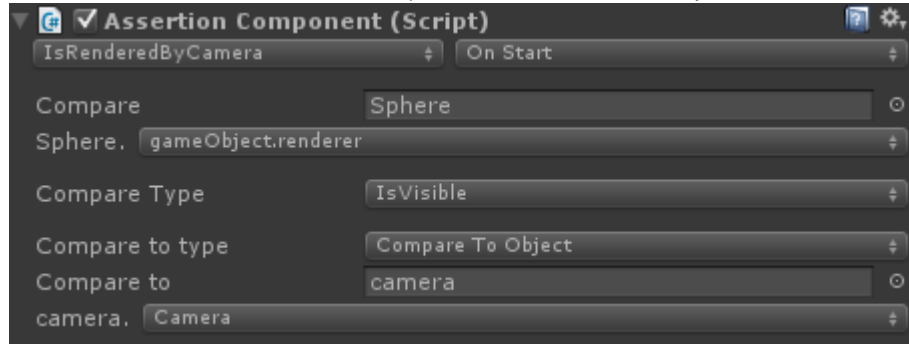 Assertion Component (Script)
IsRenderedByCamera On Start
Compare Sphere
Sphere. gameObject.renderer
Compare Type IsVisible
Compare to type Compare To Object
Compare to camera
camera. Camera